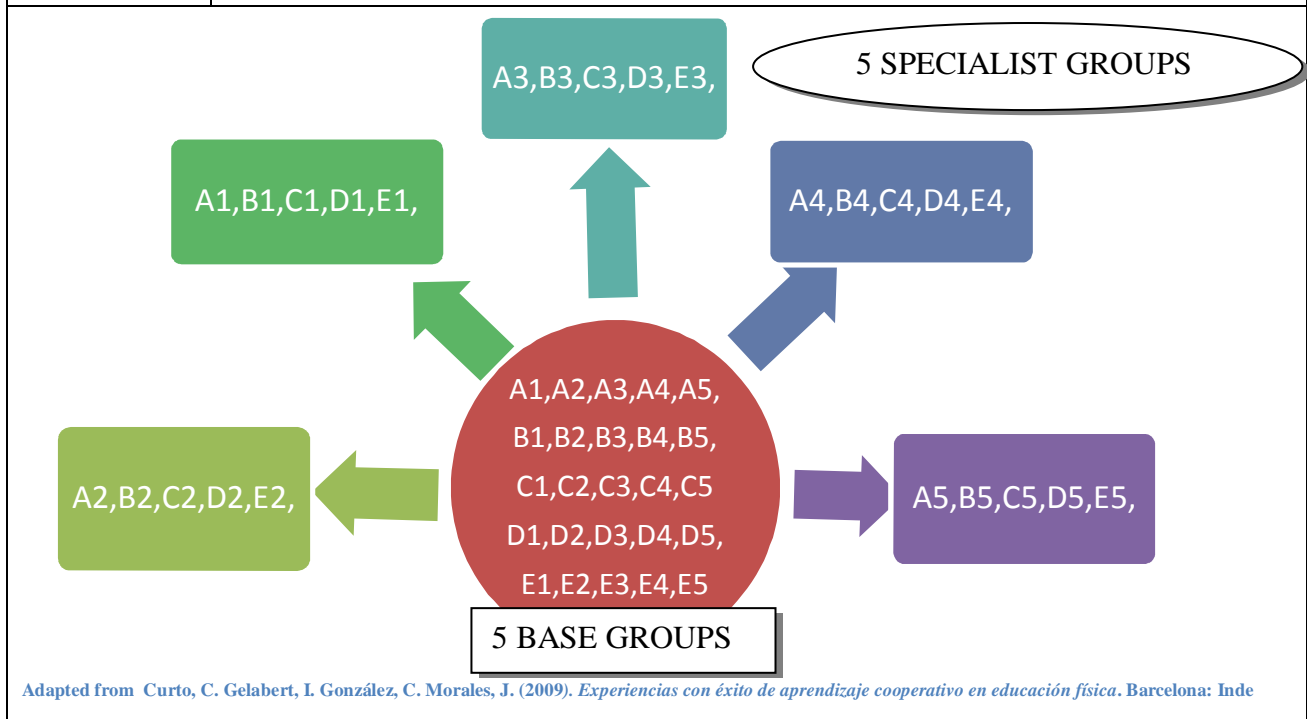 5 SPECIALIST GROUPS
A3,B3,C3,D3,E3,
A1,B1,C1,D1,E1,
A4,B4,C4,D4,E4,
A2,B2,C2,D2,E2,
A1,A2,A3,A4,A5,
B1,B2,B3,B4,B5,
C1,C2,C3,C4,C5
D1,D2,D3,D4,D5,
E1,E2,E3,E4,E5
A5,B5,C5,D5,E5,
5 BASE GROUPS
Adapted from Curto, C. Gelabert, I. González, C. Morales, J. (2009). Experiencias con éxito de aprendizaje cooperativo en educación física. Barcelona: Inde